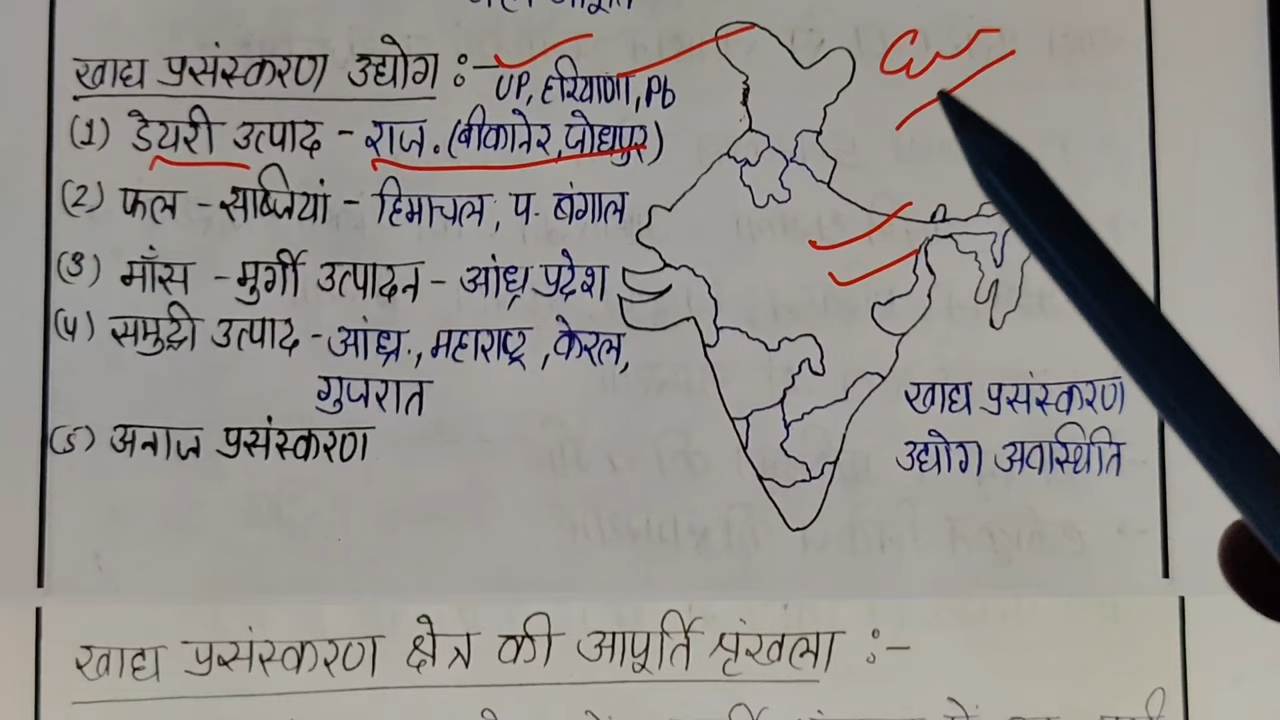 खाद्य प्रसंस्करण उद्योग :-
UP, हरियाणा, Pb
(1) डेयरी उत्पाद - राज. (बीकानेर, जोधपुर)
(2) फल - सब्जियां - हिमाचल, प. बंगाल
(3) माँस - मुर्गी उत्पादन - आंध्र प्रदेश
(4) समुद्री उत्पाद - आंध्र., महाराष्ट्र, केरल,
गुजरात
(5) अनाज प्रसंस्करण
खाद्य प्रसंस्करण
उद्योग अवस्थिति
खाद्य प्रसंस्करण क्षेत्र की आपूर्ति श्रृंखला :-